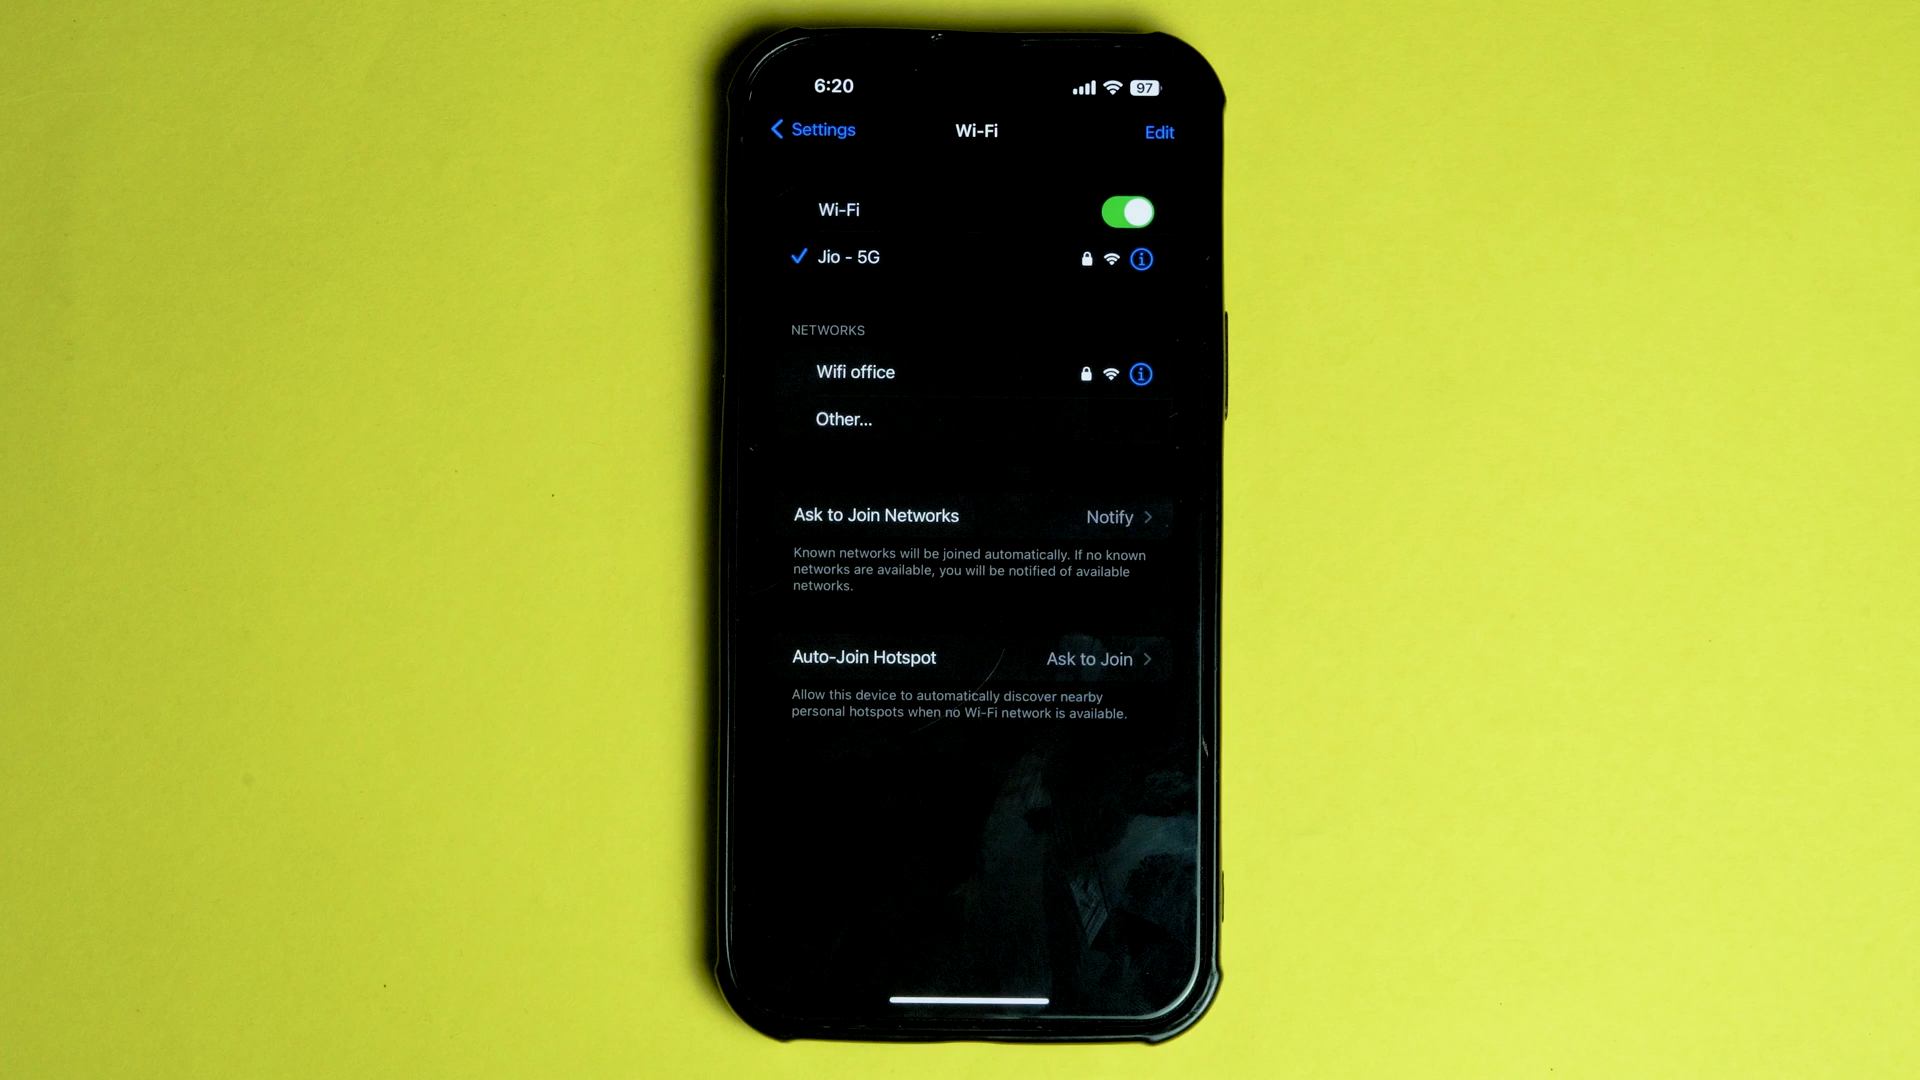 6:20 97
Settings Wi-Fi Edit
Wi-Fi
Jio - 5G
NETWORKS
Wifi office
Other...
Ask to Join Networks Notify
Known networks will be joined automatically. If no known
networks are available, you will be notified of available
networks.
Auto-Join Hotspot Ask to Join
Allow this device to automatically discover nearby
personal hotspots when no Wi-Fi network is available.